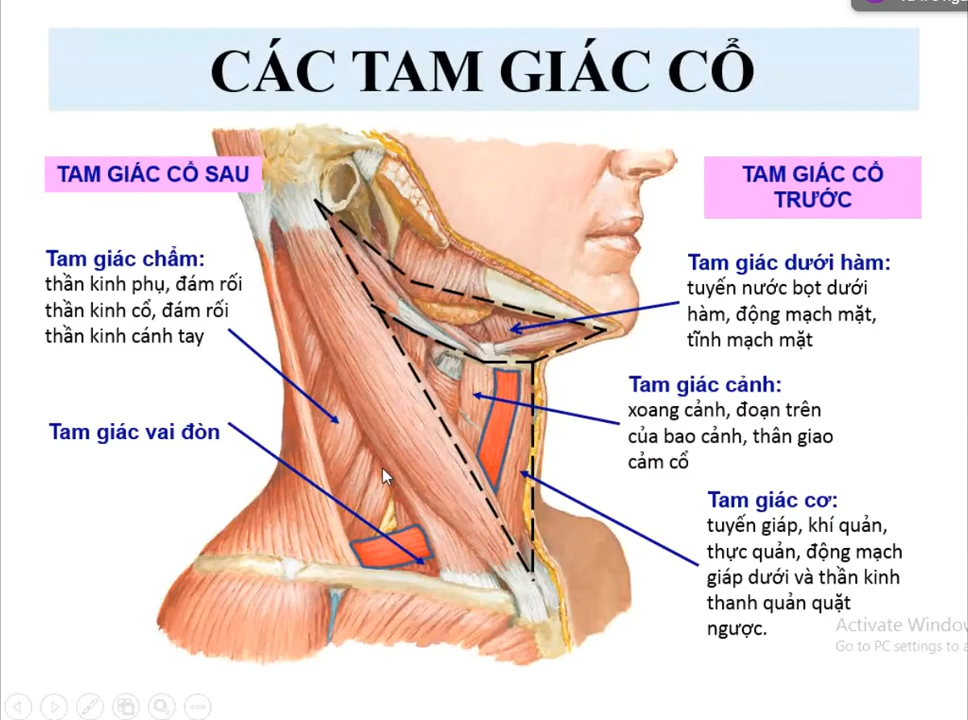 CÁC TAM GIÁC CỔ
TAM GIÁC CỔ SAU
Tam giác chẩm:
thần kinh phụ, đám rối
thần kinh cổ, đám rối
thần kinh cánh tay
Tam giác vai đòn
TAM GIÁC CỔ
TRƯỚC
Tam giác dưới hàm:
tuyến nước bọt dưới
hàm, động mạch mặt,
tĩnh mạch mặt
Tam giác cảnh:
xoang cảnh, đoạn trên
của bao cảnh, thân giao
cảm cổ
Tam giác cơ:
tuyến giáp, khí quản,
thực quản, động mạch
giáp dưới và thần kinh
thanh quản quặt
ngược.
Activate Window
Go to PC settings to a